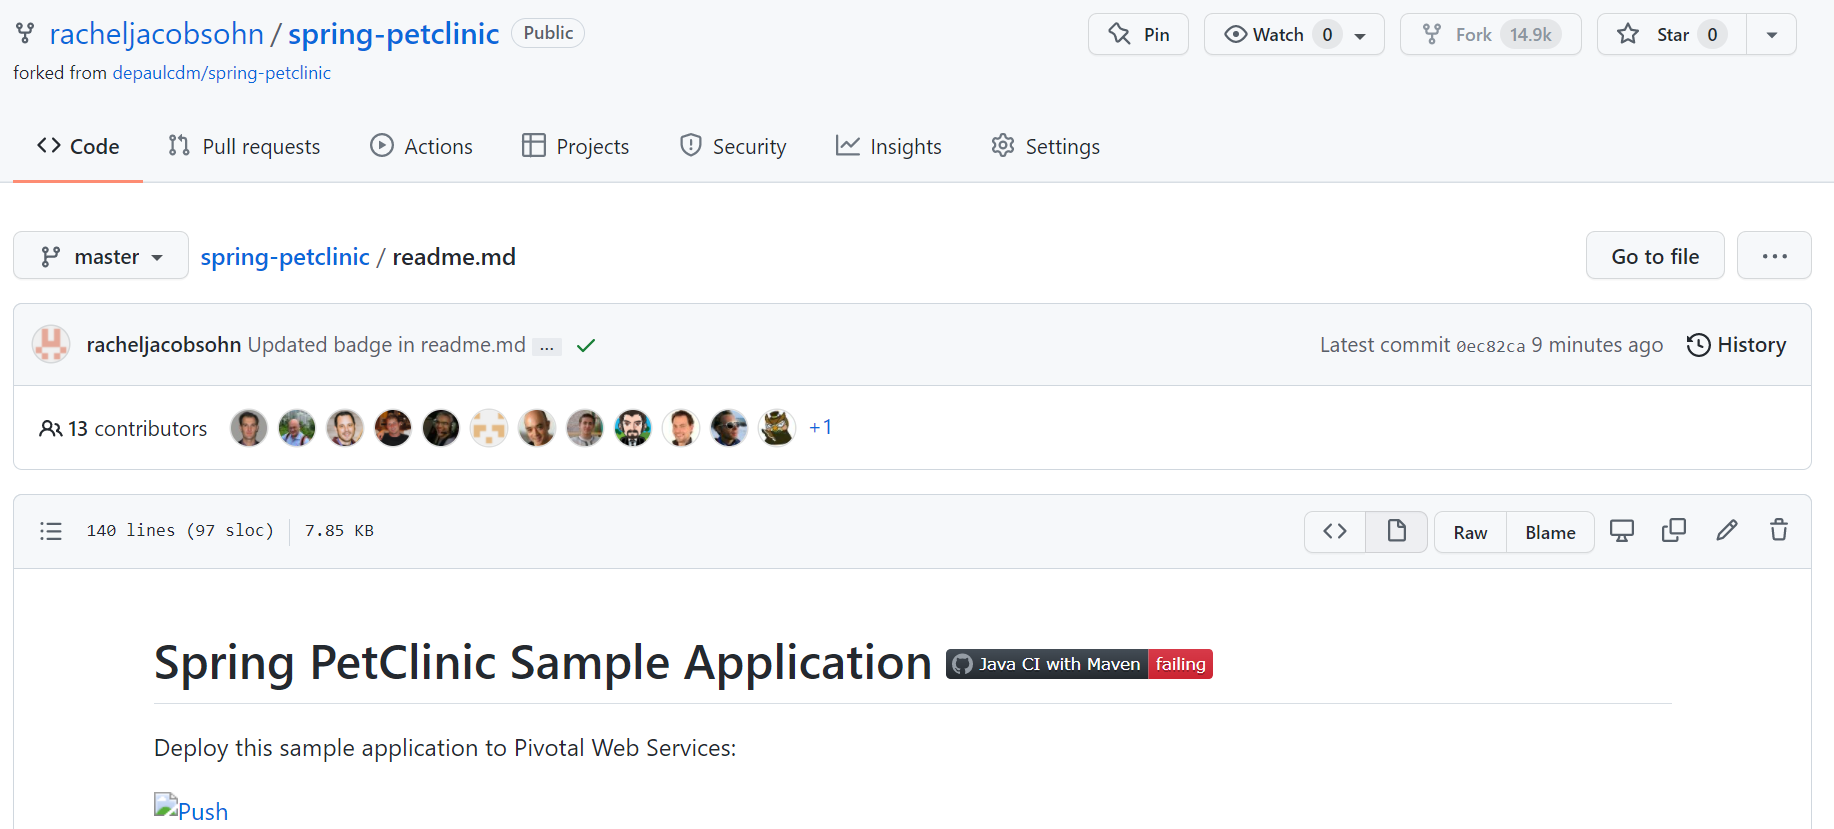 racheljacobsohn / spring-petclinic Public Pin Watch 0 Fork 14.9k Star 0
forked from depaulcdm/spring-petclinic
Code Pull requests Actions Projects Security Insights Settings
master spring-petclinic / readme.md Go to file ...
racheljacobsohn Updated badge in readme.md ... Latest commit 0ec82ca 9 minutes ago History
13 contributors +1
140 lines (97 sloc) 7.85 KB <> Raw Blame
Spring PetClinic Sample Application Java CI with Maven failing
Deploy this sample application to Pivotal Web Services:
Push